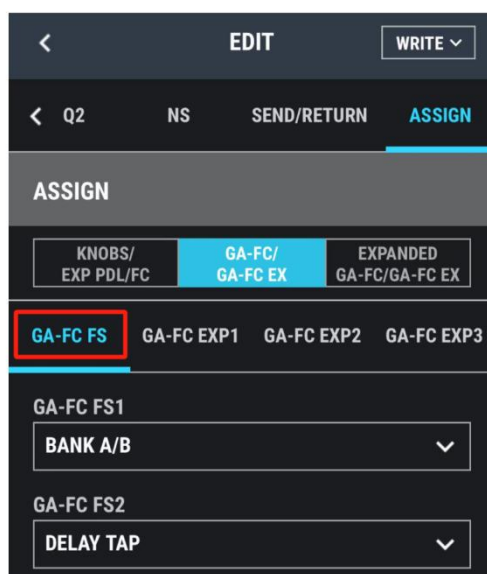 EDIT
WRITE
Q2 NS SEND/RETURN ASSIGN
ASSIGN
KNOBS/
EXP PDL/FC
GA-FC/
GA-FC EX
EXPANDED
GA-FC/GA-FC EX
GA-FC FS GA-FC EXP1 GA-FC EXP2 GA-FC EXP3
GA-FC FS1
BANK A/B
GA-FC FS2
DELAY TAP